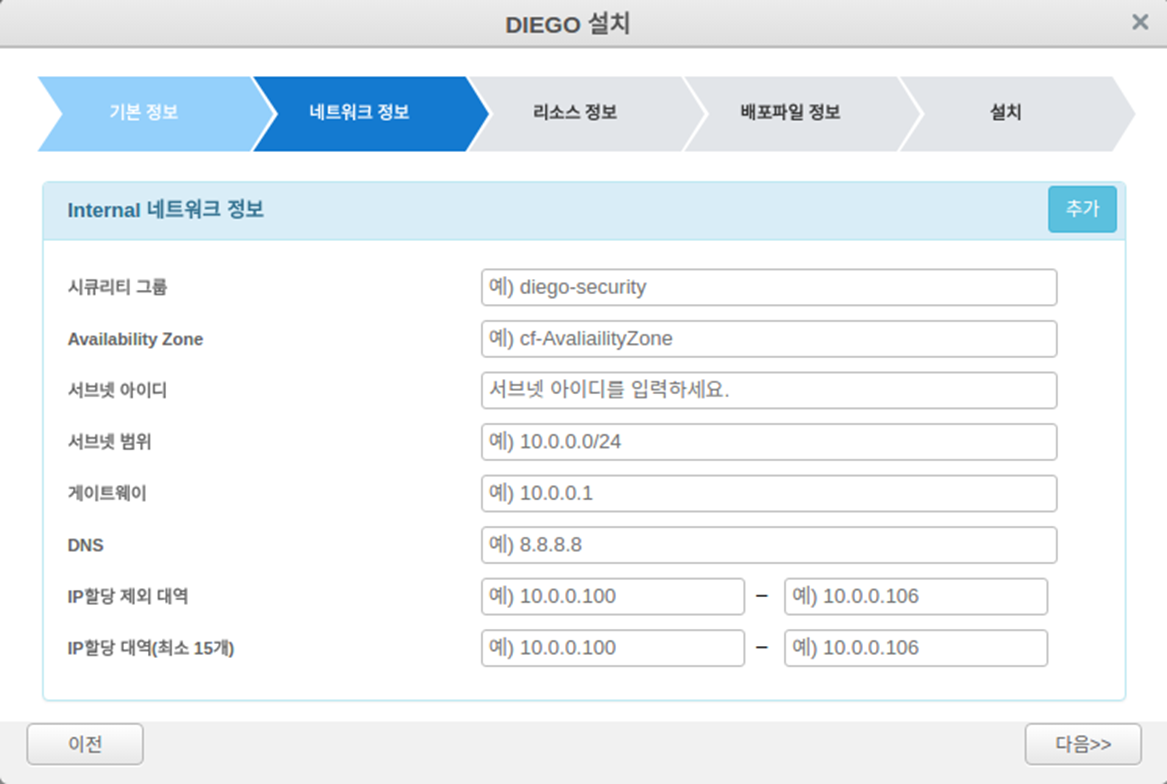 DIEGO 설치 ×
기본 정보 네트워크 정보 리소스 정보 배포파일 정보 설치
Internal 네트워크 정보 추가
시큐리티 그룹 예) diego-security
Availability Zone 예) cf-AvaliailityZone
서브넷 아이디 서브넷 아이디를 입력하세요.
서브넷 범위 예) 10.0.0.0/24
게이트웨이 예) 10.0.0.1
DNS 예) 8.8.8.8
IP할당 제외 대역 예) 10.0.0.100 – 예) 10.0.0.106
IP할당 대역(최소 15개) 예) 10.0.0.100 – 예) 10.0.0.106
이전 다음>>